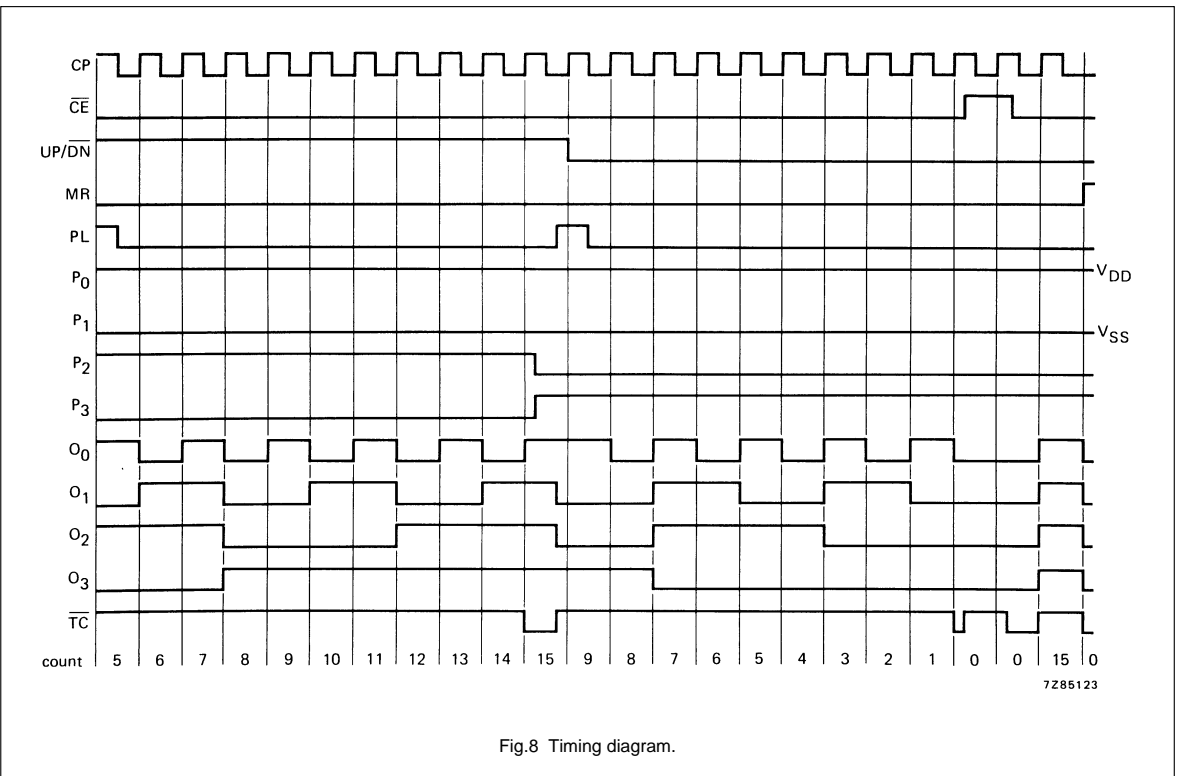 CP
CE
UP/DN
MR
PL
P0 VDD
P1 VSS
P2
P3
O0
O1
O2
O3
TC
count 5 6 7 8 9 10 11 12 13 14 15 9 8 7 6 5 4 3 2 1 0 0 15 0
7Z85123
Fig.8 Timing diagram.